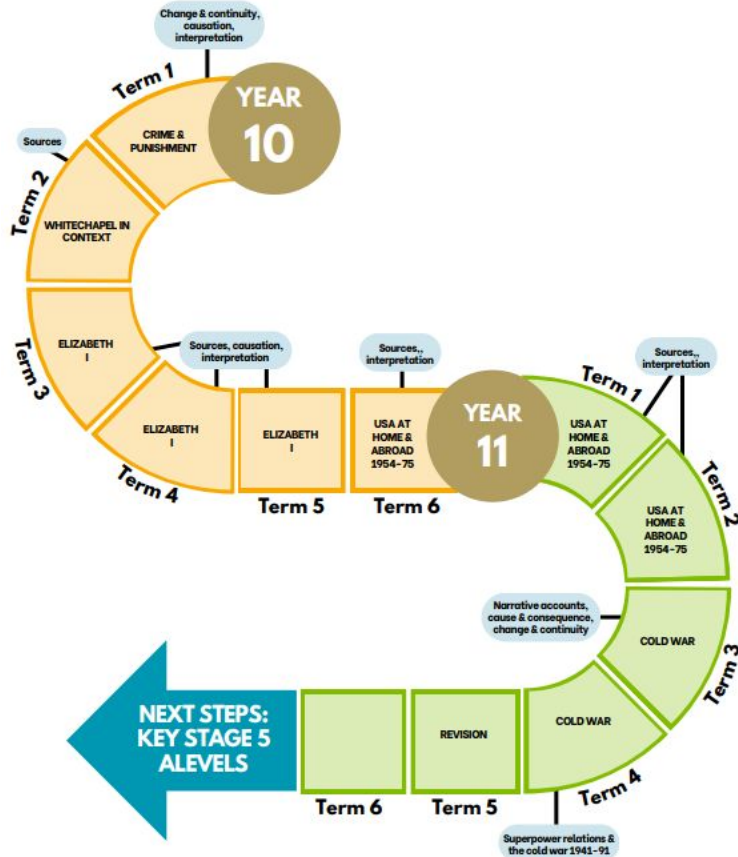 Change & continuity,
causation,
interpretation
Term 1
YEAR
10
CRIME &
PUNISHMENT
Sources
Term 2
WHITECHAPEL IN
CONTEXT
Term 3
ELIZABETH
I
Sources, causation,
interpretation
Term 4
ELIZABETH
I
ELIZABETH
I
Term 5
Sources,,
interpretation
USA AT
HOME &
ABROAD
1954-75
Term 6
YEAR
11
Term 1
USA AT
HOME &
ABROAD
1954-75
Sources,,
interpretation
Term 2
USA AT
HOME &
ABROAD
1954-75
Narrative accounts,
cause & consequence,
change & continuity
COLD WAR
Term 3
COLD WAR
Term 4
Superpower relations &
the cold war 1941-91
REVISION
Term 5
Term 6
NEXT STEPS:
KEY STAGE 5
ALEVELS